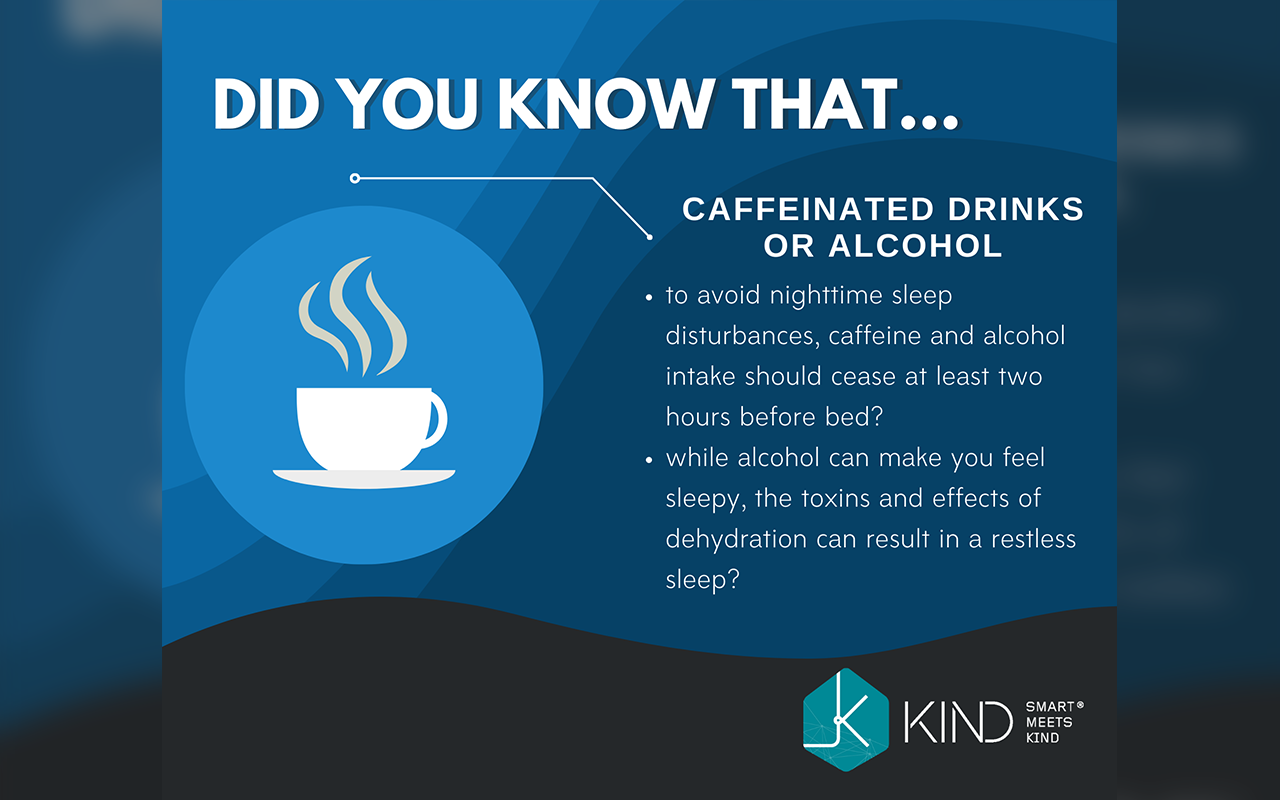 DID YOU KNOW THAT...
CAFFEINATED DRINKS
OR ALCOHOL
• to avoid nighttime sleep
disturbances, caffeine and alcohol
intake should cease at least two
hours before bed?
• while alcohol can make you feel
sleepy, the toxins and effects of
dehydration can result in a restless
sleep?
KIND
SMART®
MEETS
KIND